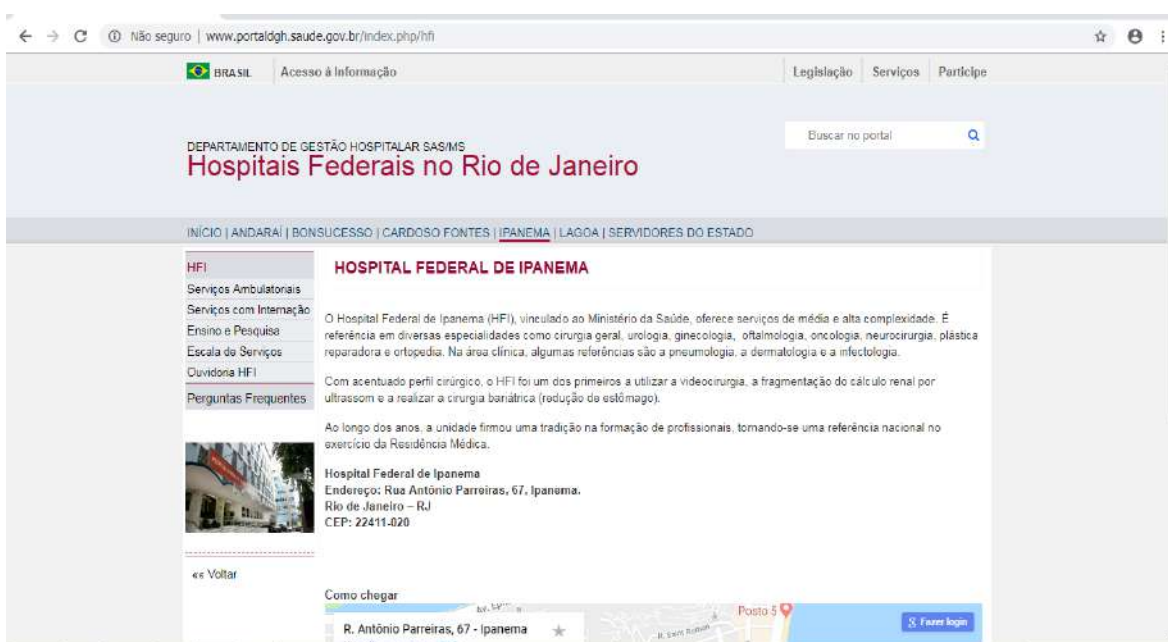 Não seguro | www.portaldgh.saude.gov.br/index.php/hfi
BRASIL Acesso à Informação Legislação Serviços Participe
Buscar no portal
DEPARTAMENTO DE GESTÃO HOSPITALAR SAS/MS
Hospitais Federais no Rio de Janeiro
INÍCIO | ANDARAÍ | BONSUCESSO | CARDOSO FONTES | IPANEMA | LAGOA | SERVIDORES DO ESTADO
HFI
Serviços Ambulatoriais
Serviços com Internação
Ensino e Pesquisa
Escala de Serviços
Ouvidoria HFI
Perguntas Frequentes
«« Voltar
HOSPITAL FEDERAL DE IPANEMA
O Hospital Federal de Ipanema (HFI), vinculado ao Ministério da Saúde, oferece serviços de média e alta complexidade. É
referência em diversas especialidades como cirurgia geral, urologia, ginecologia, oftalmologia, oncologia, neurocirurgia, plástica
reparadora e ortopedia. Na área clínica, algumas referências são a pneumologia, a dermatologia e a infectologia.
Com acentuado perfil cirúrgico, o HFI foi um dos primeiros a utilizar a videocirurgia, a fragmentação do cálculo renal por
ultrassom e a realizar a cirurgia bariátrica (redução de estômago).
Ao longo dos anos, a unidade firmou uma tradição na formação de profissionais, tornando-se uma referência nacional no
exercício da Residência Médica.
Hospital Federal de Ipanema
Endereço: Rua Antônio Parreiras, 67, Ipanema.
Rio de Janeiro – RJ
CEP: 22411-020
Como chegar
R. Antônio Parreiras, 67 - Ipanema
Posto 5
Fazer login